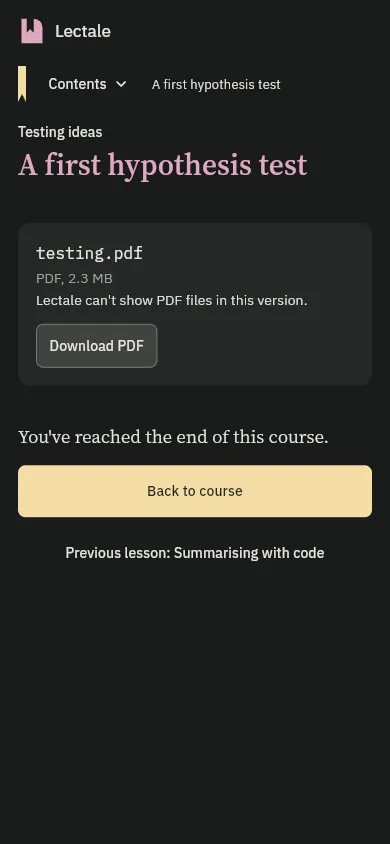 Lectale
Contents
A first hypothesis test
Testing ideas
A first hypothesis test
testing.pdf
PDF, 2.3 MB
Lectale can't show PDF files in this version.
Download PDF
You've reached the end of this course.
Back to course
Previous lesson: Summarising with code